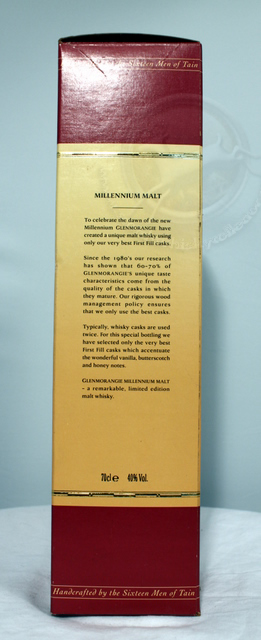 Sixteen Men of Tain
MILLENNIUM MALT
To celebrate the dawn of the new
Millennium GLENMORANGIE have
created a unique malt whisky using
only our very best First Fill casks.
Since the 1980's our research
has shown that 60-70% of
GLENMORANGIE'S unique taste
characteristics come from the
quality of the casks in which
they mature. Our rigorous wood
management policy ensures
that we only use the best casks.
Typically, whisky casks are used
twice. For this special bottling we
have selected only the very best
First Fill casks which accentuate
the wonderful vanilla, butterscotch
and honey notes.
GLENMORANGIE MILLENNIUM MALT
– a remarkable, limited edition
malt whisky.
70cl e 40% Vol.
Handcrafted by the Sixteen Men of Tain